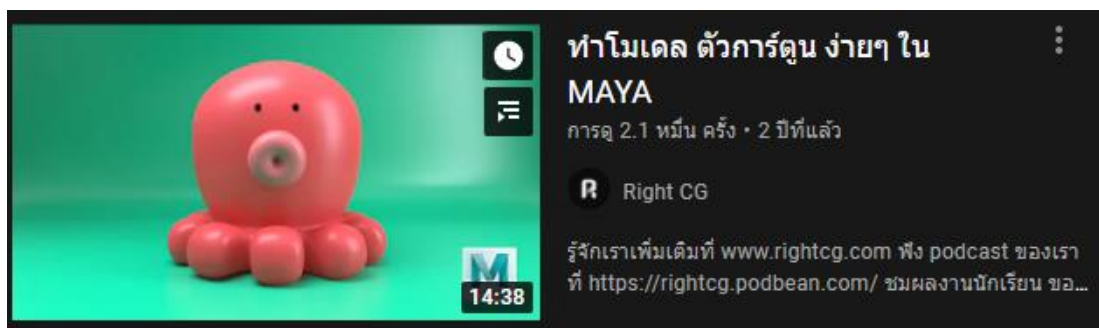 ทำโมเดล ตัวการ์ตูน ง่ายๆ ใน
MAYA
การดู 2.1 หมื่น ครั้ง • 2 ปีที่แล้ว
R Right CG
รู้จักเราเพิ่มเติมที่ www.rightcg.com ฟัง podcast ของเรา
ที่ https://rightcg.podbean.com/ ชมผลงานนักเรียน ขอ...
M
14:38